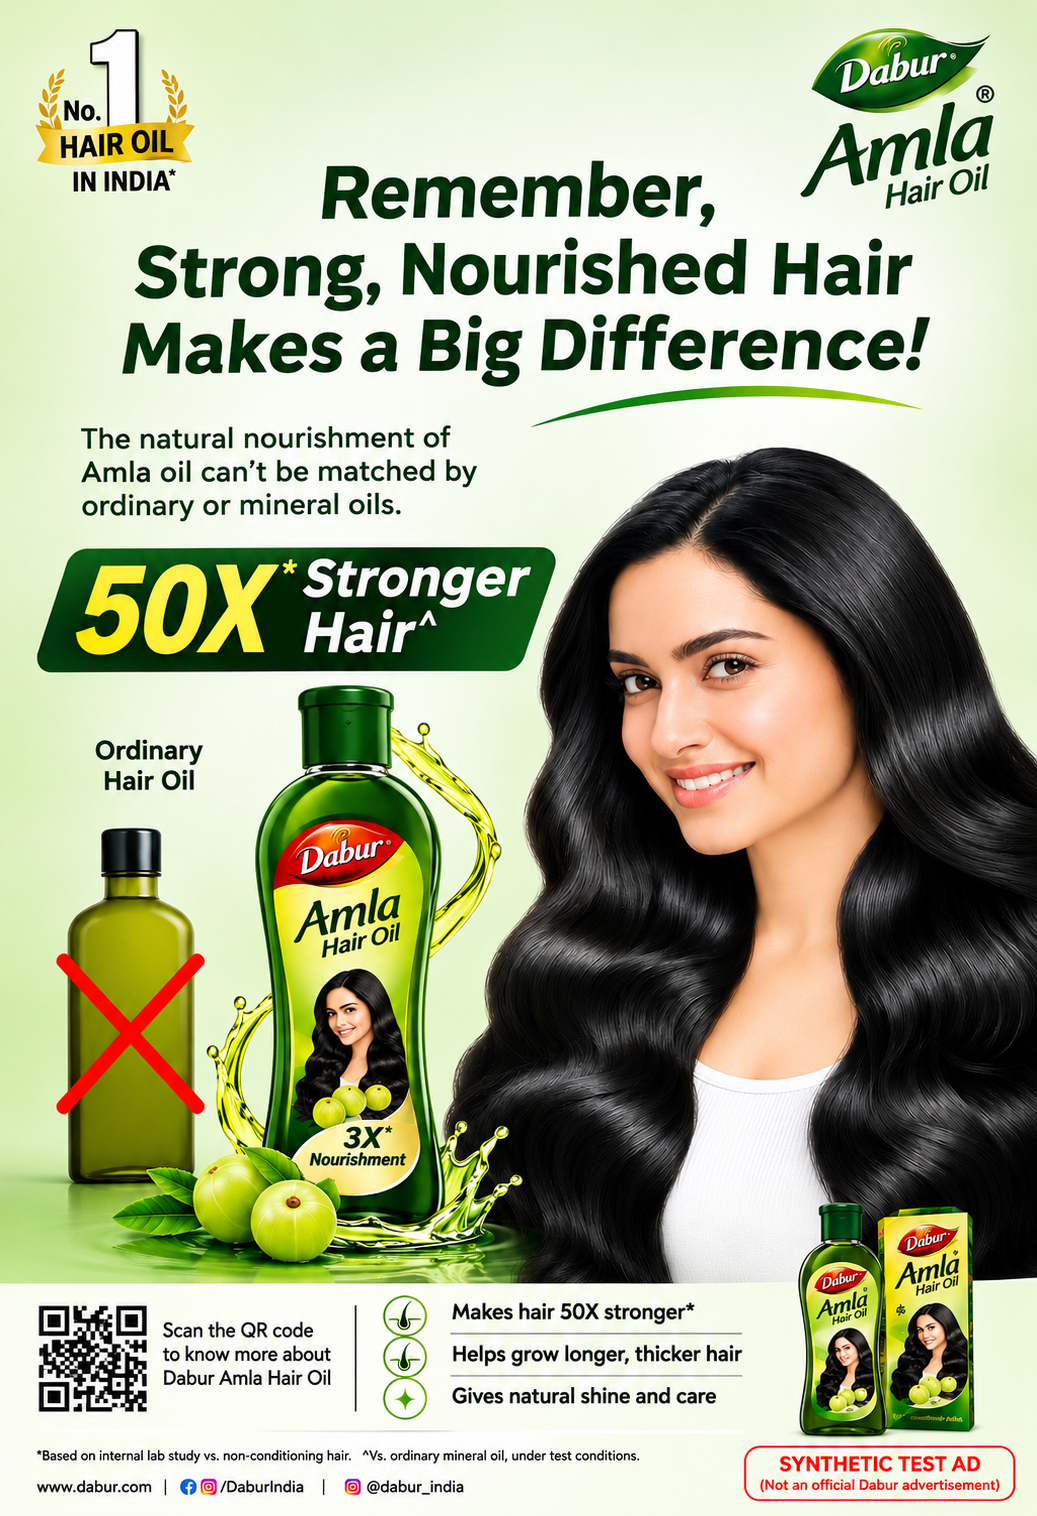 No. 1
HAIR OIL
IN INDIA*
Dabur®
Amla®
Hair Oil
Remember,
Strong, Nourished Hair
Makes a Big Difference!
The natural nourishment of
Amla oil can't be matched by
ordinary or mineral oils.
50X* Stronger
Hair^
Ordinary
Hair Oil
Dabur®
Amla
Hair Oil
3X*
Nourishment
Dabur
Amla
Hair Oil
Dabur
Amla
Hair Oil
Scan the QR code
to know more about
Dabur Amla Hair Oil
Makes hair 50X stronger*
Helps grow longer, thicker hair
Gives natural shine and care
*Based on internal lab study vs. non-conditioning hair. ^Vs. ordinary mineral oil, under test conditions.
www.dabur.com | /DaburIndia | @dabur_india
SYNTHETIC TEST AD
(Not an official Dabur advertisement)